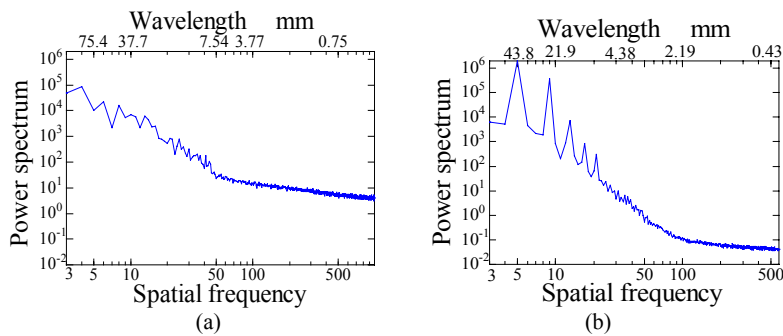 Wavelength mm
75.4 37.7 7.54 3.77 0.75
Power spectrum
10^6
10^5
10^4
10^3
10^2
10^1
10^0
10^-1
10^-2
3 5 10 50 100 500
Spatial frequency
(a)
Wavelength mm
43.8 21.9 4.38 2.19 0.43
Power spectrum
10^6
10^5
10^4
10^3
10^2
10^1
10^0
10^-1
10^-2
3 5 10 50 100 500
Spatial frequency
(b)